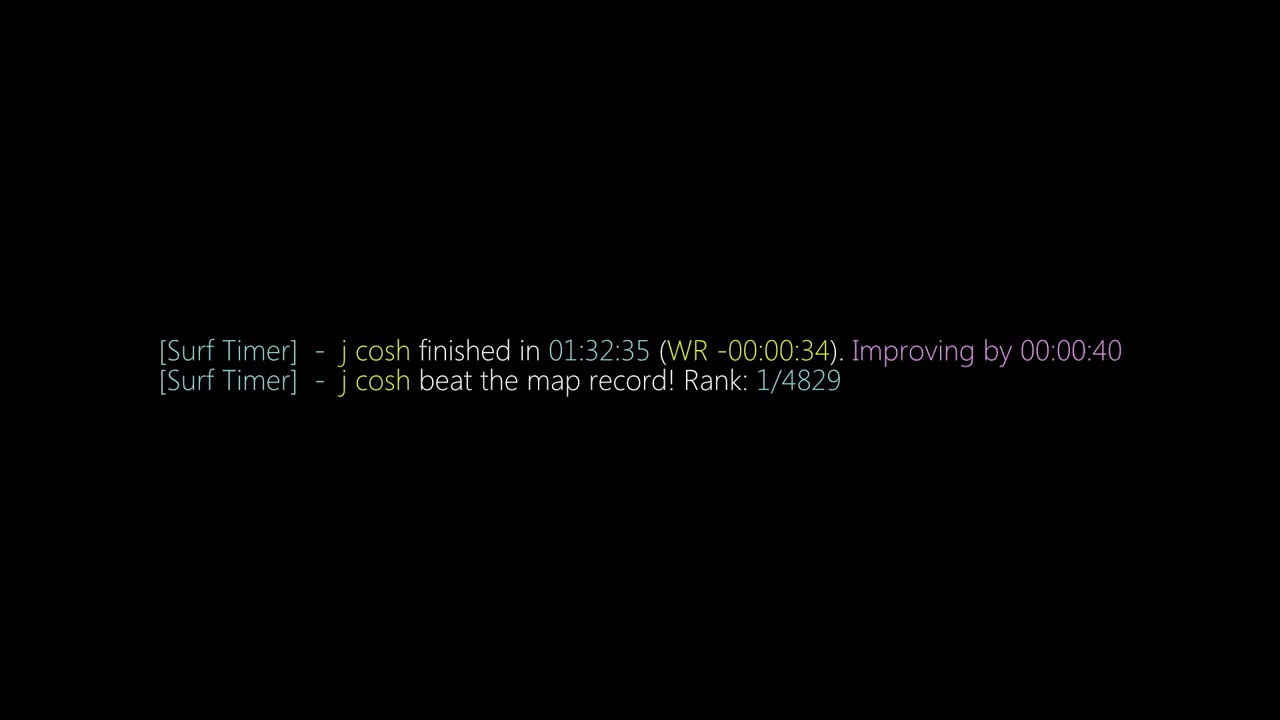 [Surf Timer] - j cosh finished in 01:32:35 (WR -00:00:34). Improving by 00:00:40
[Surf Timer] - j cosh beat the map record! Rank: 1/4829